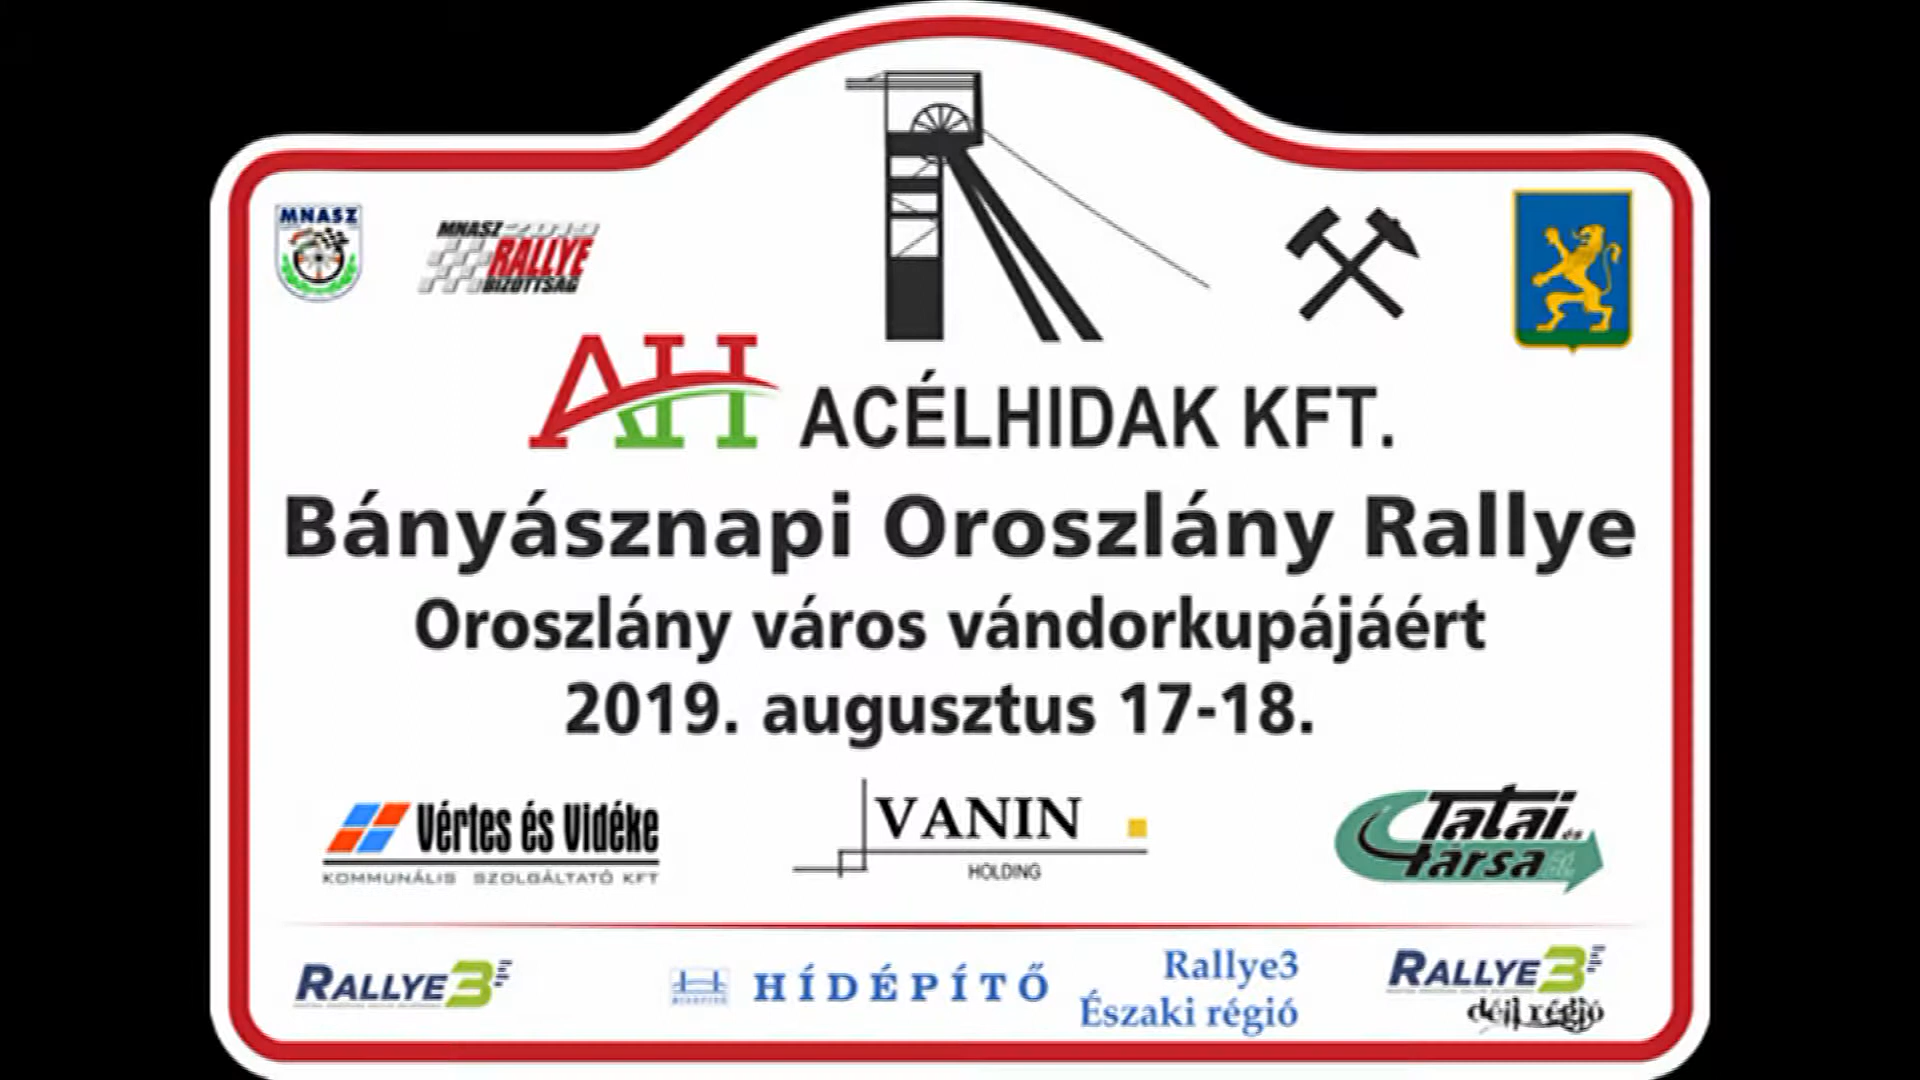 MNASZ
MNASZ 2019
RALLYE
BIZOTTSÁG
AH ACÉLHIDAK KFT.
Bányásznapi Oroszlány Rallye
Oroszlány város vándorkupájáért
2019. augusztus 17-18.
Vértes és Vidéke
KOMMUNÁLIS SZOLGÁLTATÓ KFT
VANIN
HOLDING
Tatai és
társa
RALLYE3
HÍDÉPÍTŐ
Rallye3
Északi régió
RALLYE3
déli régió